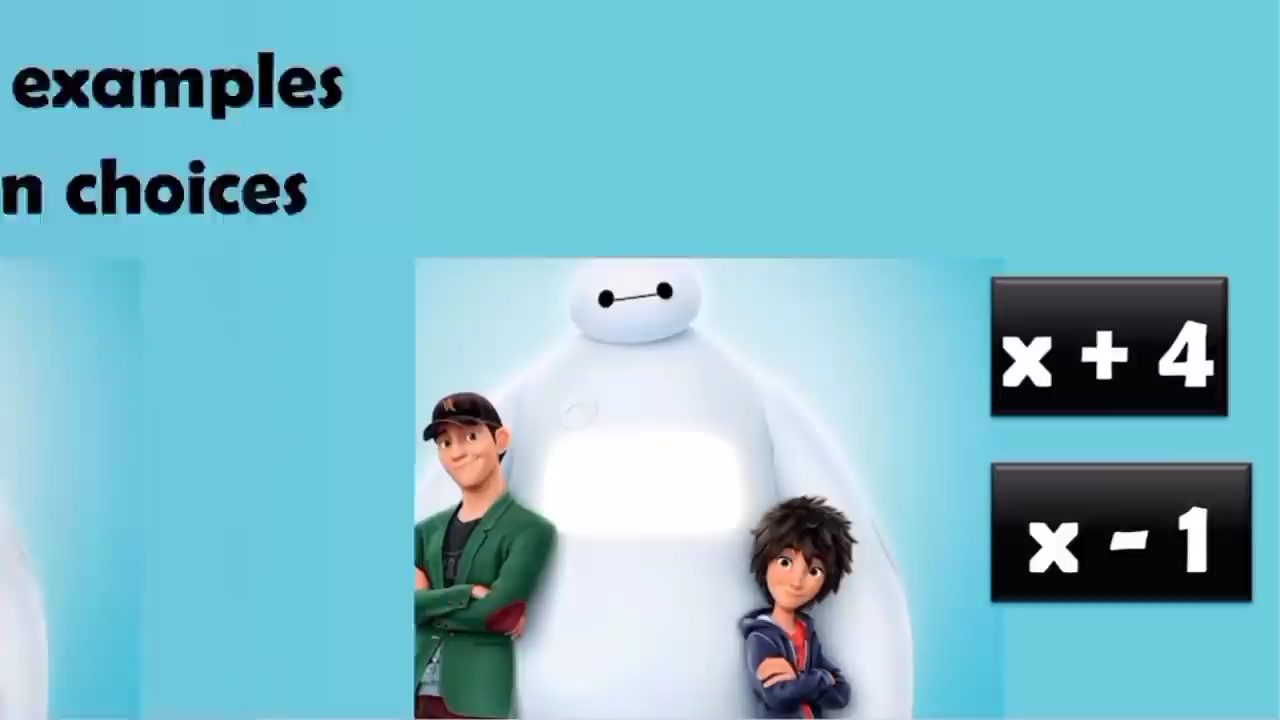 examples
n choices
x + 4
x - 1